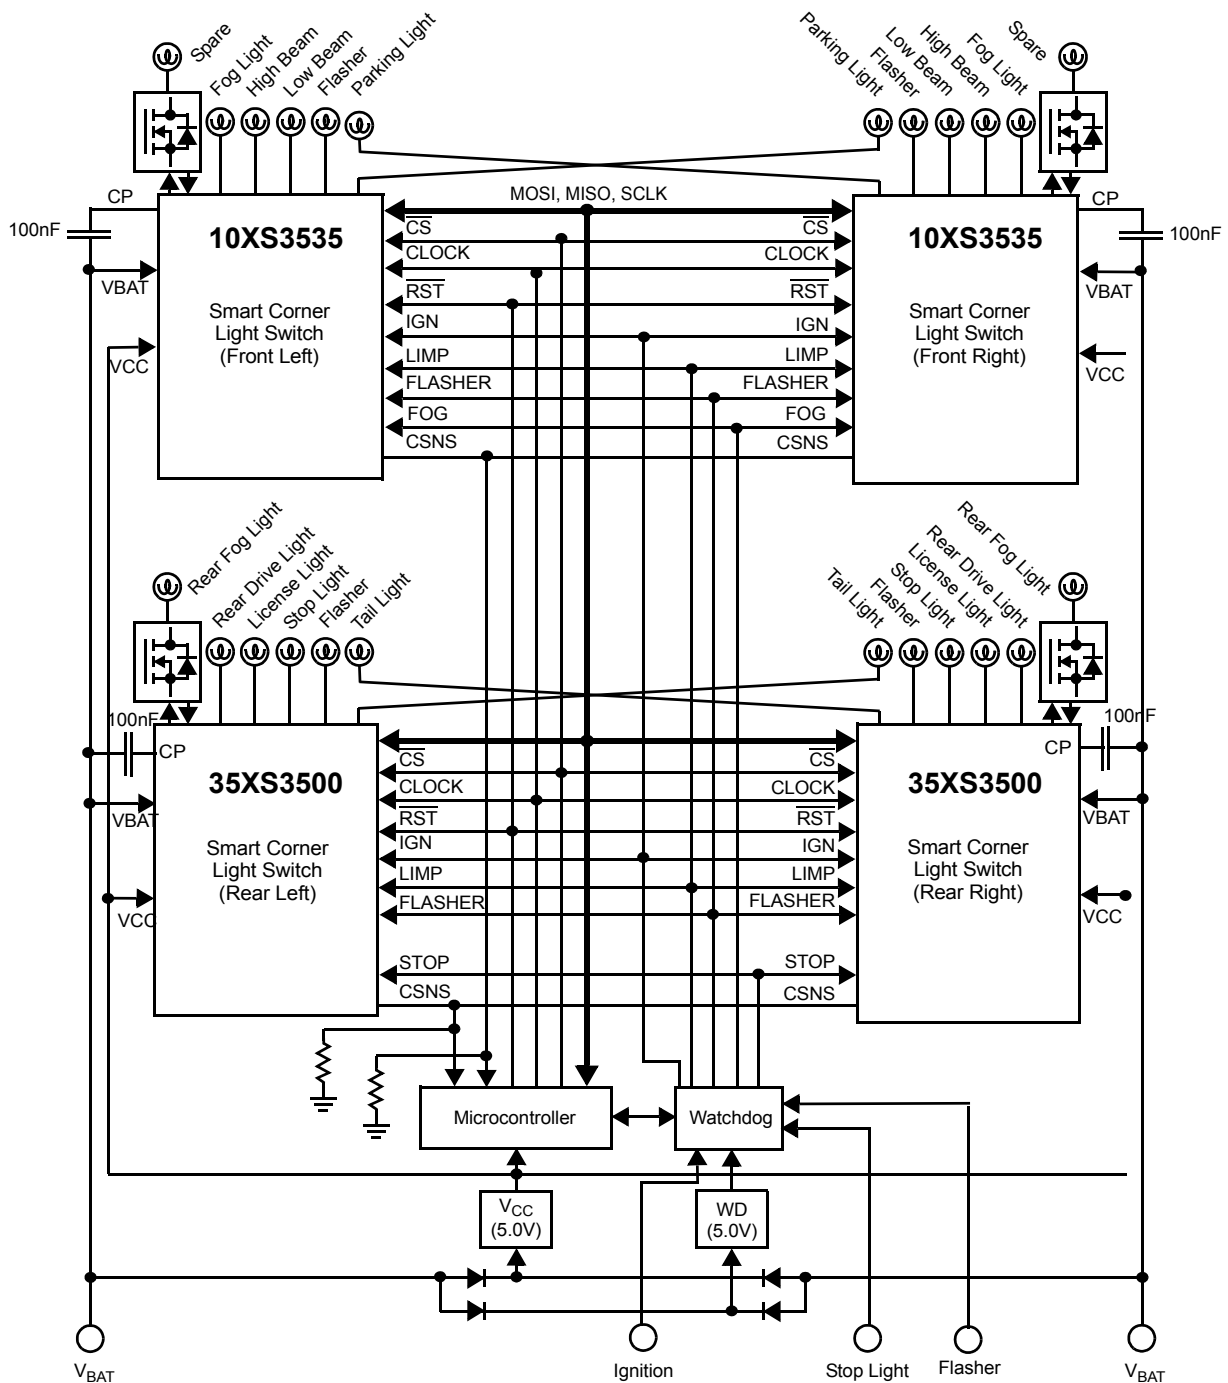 Spare
Fog Light
High Beam
Low Beam
Flasher
Parking Light
Parking Light
Flasher
Low Beam
High Beam
Fog Light
Spare
CP
100nF
VBAT
VCC
10XS3535
Smart Corner
Light Switch
(Front Left)
MOSI, MISO, SCLK
CS
CLOCK
RST
IGN
LIMP
FLASHER
FOG
CSNS
CS
CLOCK
RST
IGN
LIMP
FLASHER
FOG
CSNS
10XS3535
Smart Corner
Light Switch
(Front Right)
CP
100nF
VBAT
VCC
Rear Fog Light
Rear Drive Light
License Light
Stop Light
Flasher
Tail Light
Tail Light
Flasher
Stop Light
License Light
Rear Drive Light
Rear Fog Light
100nF
CP
VBAT
VCC
35XS3500
Smart Corner
Light Switch
(Rear Left)
CS
CLOCK
RST
IGN
LIMP
FLASHER
STOP
CSNS
CS
CLOCK
RST
IGN
LIMP
FLASHER
STOP
CSNS
35XS3500
Smart Corner
Light Switch
(Rear Right)
100nF
CP
VBAT
VCC
Microcontroller
Watchdog
VCC
(5.0V)
WD
(5.0V)
VBAT
Ignition
Stop Light
Flasher
VBAT